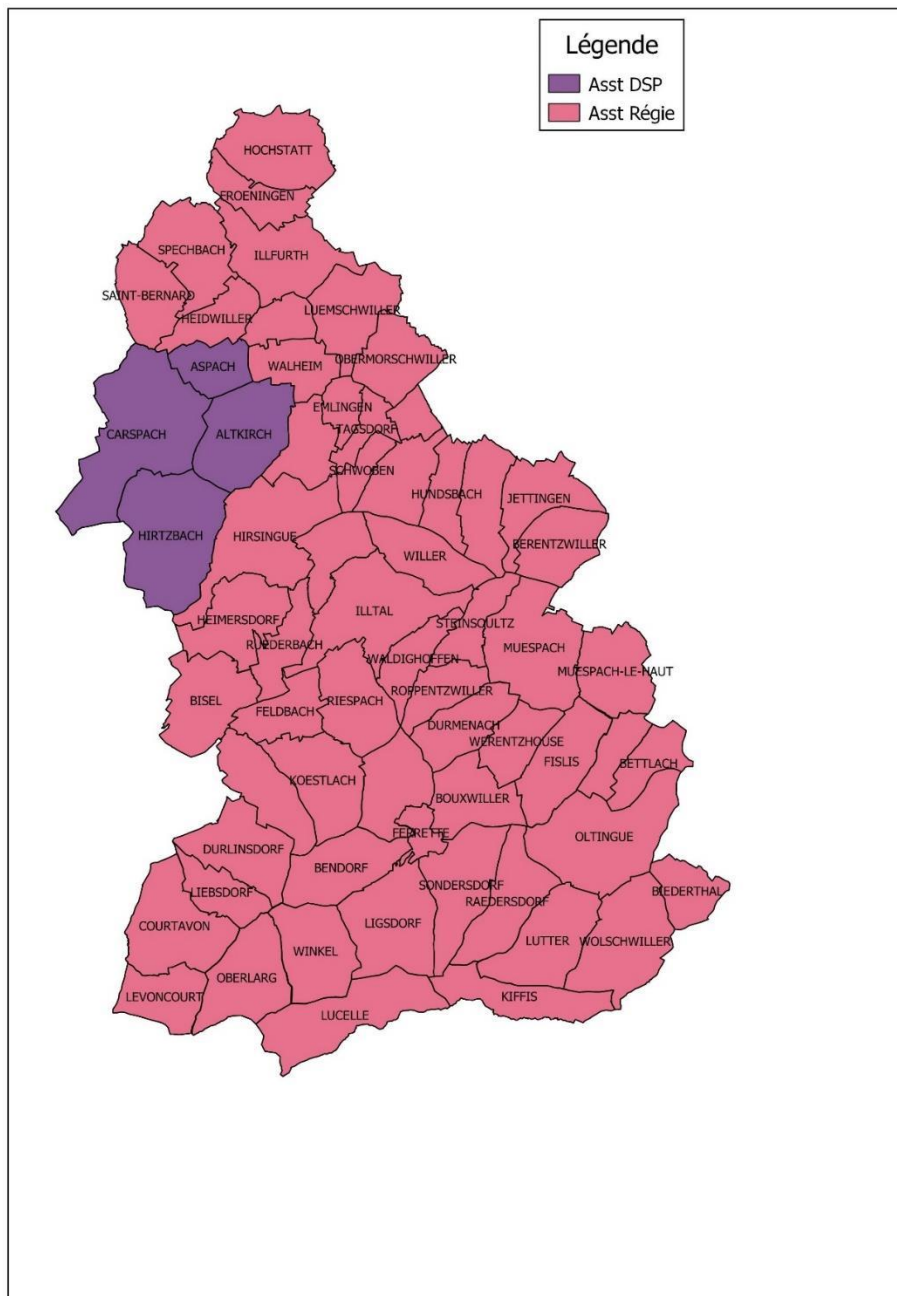 Légende
Asst DSP
Asst Régie
HOCHSTATT
FROENINGEN
SPECHBACH
ILLFURTH
SAINT-BERNARD
LUEMSCHWILLER
HEIDWILLER
OBERMORSCHWILLER
ASPACH
WALHEIM
EMLINGEN
TAGSDORF
CARSPACH
ALTKIRCH
SCHWOBEN
HUNDSBACH
JETTINGEN
HIRTZBACH
HIRSINGUE
BERENTZWILLER
WILLER
HEIMERSDORF
ILLTAL
STEINSOULTZ
RUEDERBACH
WALDIGHOFFEN
MUESPACH
MUESPACH-LE-HAUT
BISEL
FELDBACH
RIESPACH
ROPPENTZWILLER
DURMENACH
WERENTZHOUSE
FISLIS
BETTLACH
KOESTLACH
BOUXWILLER
FERRETTE
OLTINGUE
DURLINSDORF
BENDORF
LIEBSDORF
SONDERSDORF
RAEDERSDORF
BIEDERTHAL
COURTAVON
LIGSDORF
WINKEL
LUTTER
WOLSCHWILLER
OBERLARG
LEVONCOURT
KIFFIS
LUCELLE